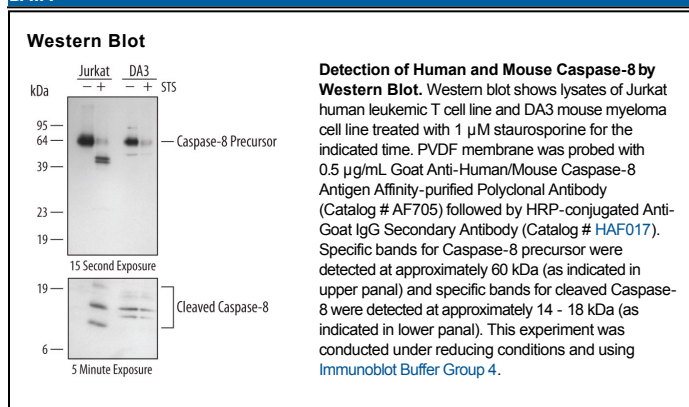 Western Blot
Jurkat DA3
kDa − + − + STS
95
64 Caspase-8 Precursor
39
23
19
15 Second Exposure
19
Cleaved Caspase-8
6
5 Minute Exposure
Detection of Human and Mouse Caspase-8 by
Western Blot. Western blot shows lysates of Jurkat
human leukemic T cell line and DA3 mouse myeloma
cell line treated with 1 μM staurosporine for the
indicated time. PVDF membrane was probed with
0.5 μg/mL Goat Anti-Human/Mouse Caspase-8
Antigen Affinity-purified Polyclonal Antibody
(Catalog # AF705) followed by HRP-conjugated Anti-
Goat IgG Secondary Antibody (Catalog # HAF017).
Specific bands for Caspase-8 precursor were
detected at approximately 60 kDa (as indicated in
upper panal) and specific bands for cleaved Caspase-
8 were detected at approximately 14 - 18 kDa (as
indicated in lower panal). This experiment was
conducted under reducing conditions and using
Immunoblot Buffer Group 4.